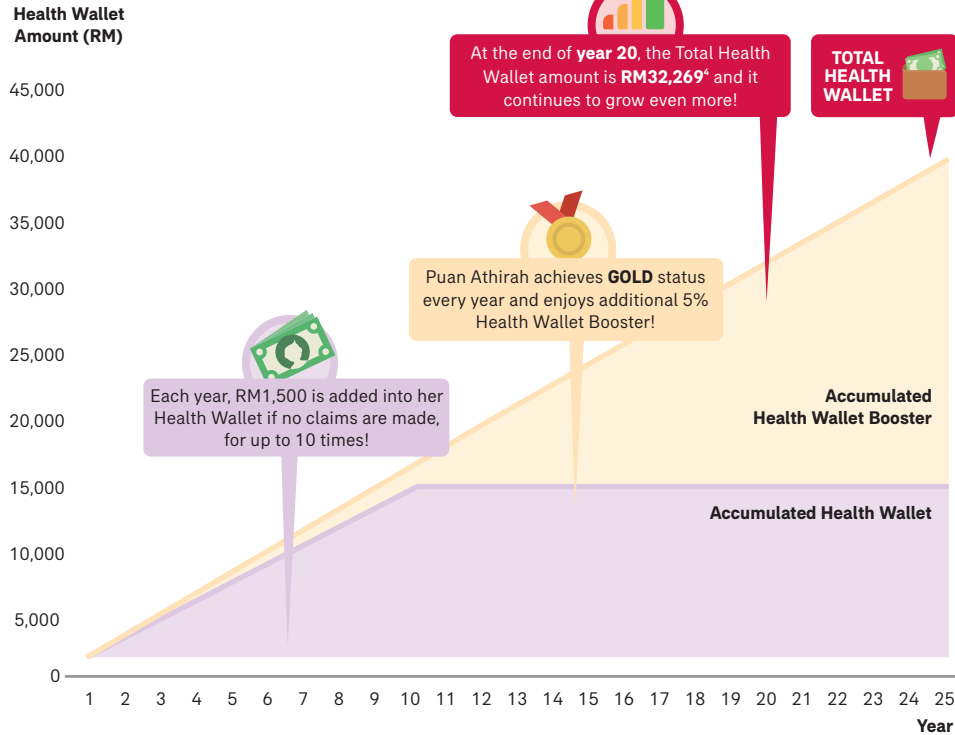 Health Wallet
Amount (RM)
At the end of year 20, the Total Health
Wallet amount is RM32,269⁴ and it
continues to grow even more!
TOTAL
HEALTH
WALLET
45,000
40,000
35,000
30,000
25,000
20,000
15,000
10,000
5,000
0
Puan Athirah achieves GOLD status
every year and enjoys additional 5%
Health Wallet Booster!
Each year, RM1,500 is added into her
Health Wallet if no claims are made,
for up to 10 times!
Accumulated
Health Wallet Booster
Accumulated Health Wallet
1 2 3 4 5 6 7 8 9 10 11 12 13 14 15 16 17 18 19 20 21 22 23 24 25
Year